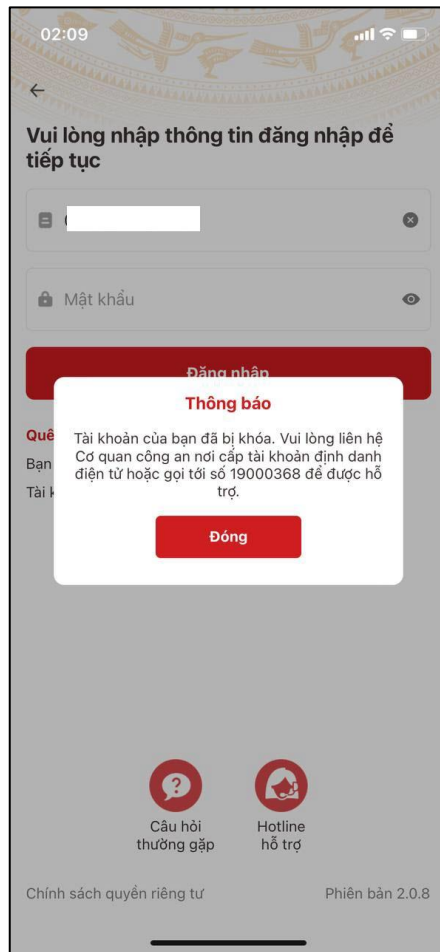 02:09
Vui lòng nhập thông tin đăng nhập để
tiếp tục
Mật khẩu
Đăng nhập
Thông báo
Quê
Tài khoản của bạn đã bị khóa. Vui lòng liên hệ
Bạn
Cơ quan công an nơi cấp tài khoản định danh
điện tử hoặc gọi tới số 19000368 để được hỗ
Tài k
trợ.
Đóng
Câu hỏi
thường gặp
Hotline
hỗ trợ
Chính sách quyền riêng tư
Phiên bản 2.0.8